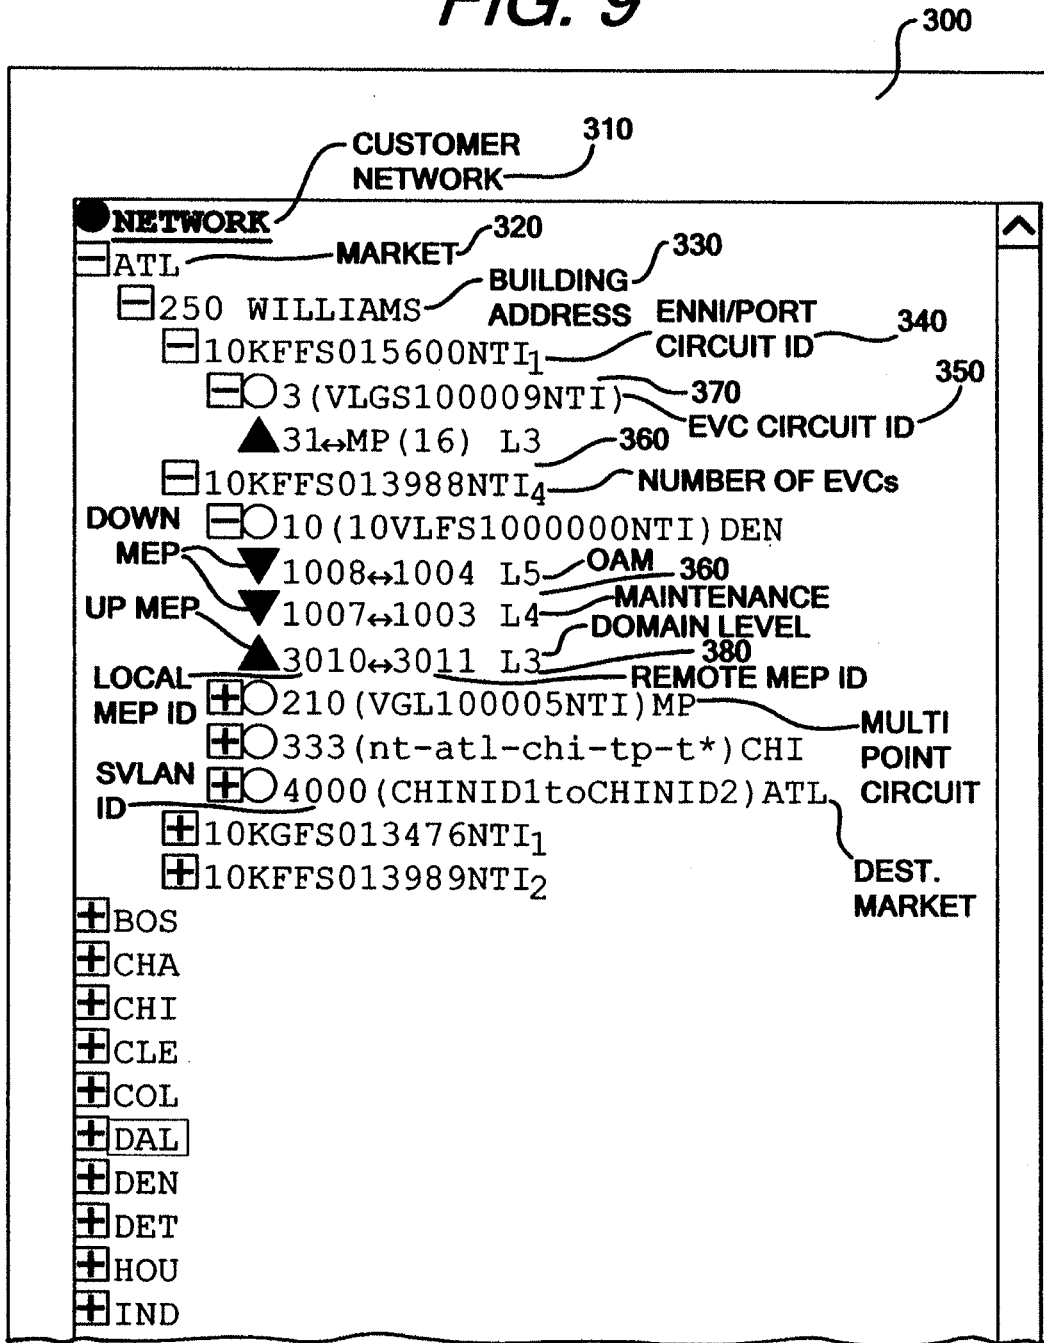 FIG. 9
300
CUSTOMER 310
NETWORK
NETWORK
ATL MARKET 320
330
250 WILLIAMS BUILDING
ADDRESS
ENNI/PORT
CIRCUIT ID 340
10KFFS015600NTI1
350
370
3(VLGS100009NTI)
EVC CIRCUIT ID
31↔MP(16) L3
360
10KFFS013988NTI4 NUMBER OF EVCs
DOWN
MEP
10(10VLFS1000000NTI)DEN
1008↔1004 L5 OAM
360
UP MEP 1007↔1003 L4 MAINTENANCE
DOMAIN LEVEL
3010↔3011 L3 380
LOCAL
MEP ID
REMOTE MEP ID
210(VGL100005NTI)MP
MULTI
POINT
CIRCUIT
333(nt-atl-chi-tp-t*)CHI
SVLAN
ID
4000(CHINID1toCHINID2)ATL
10KGFS013476NTI1
10KFFS013989NTI2
DEST.
MARKET
BOS
CHA
CHI
CLE
COL
DAL
DEN
DET
HOU
IND